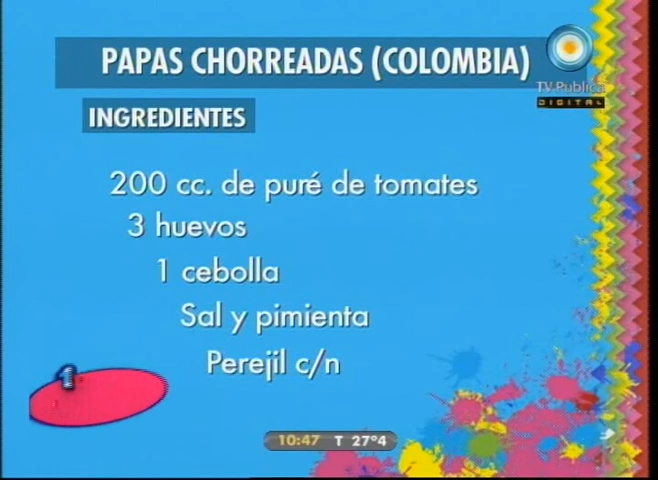 PAPAS CHORREADAS (COLOMBIA)
TV Pública
DIGITAL
INGREDIENTES
200 cc. de puré de tomates
3 huevos
1 cebolla
Sal y pimienta
Perejil c/n
1
10:47 T 27°4